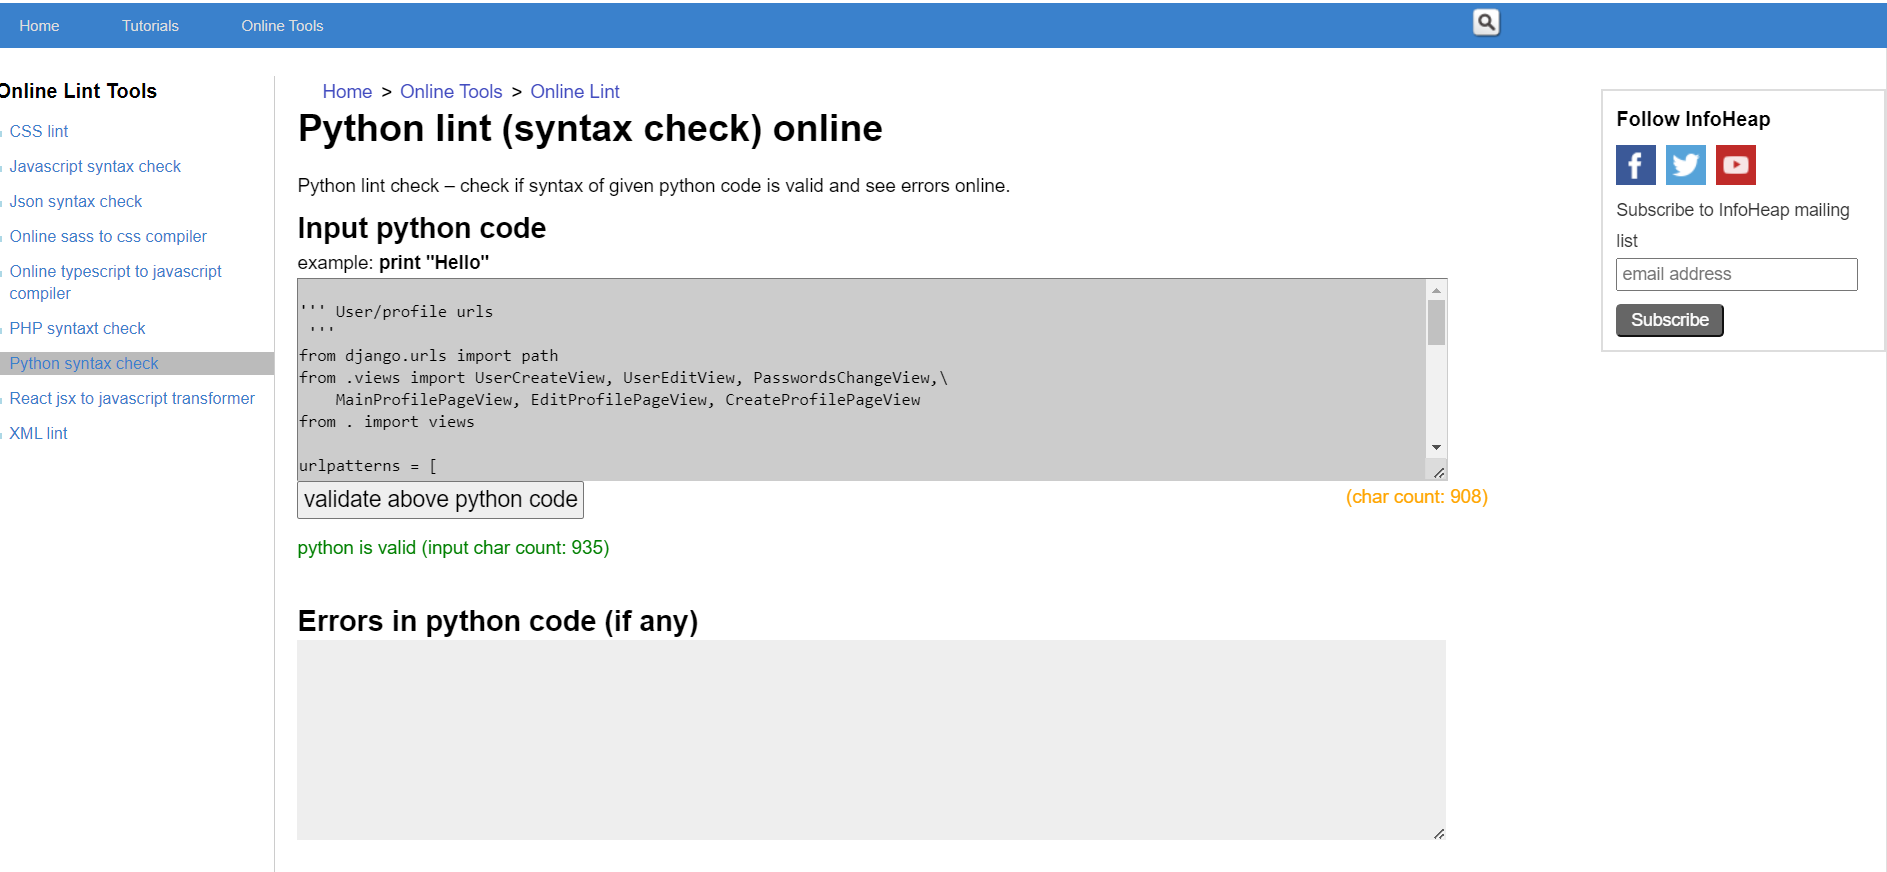 Home Tutorials Online Tools
Online Lint Tools
CSS lint
Javascript syntax check
Json syntax check
Online sass to css compiler
Online typescript to javascript
compiler
PHP syntaxt check
Python syntax check
React jsx to javascript transformer
XML lint
Home > Online Tools > Online Lint
Python lint (syntax check) online
Python lint check – check if syntax of given python code is valid and see errors online.
Input python code
example: print "Hello"
''' User/profile urls
'''
from django.urls import path
from .views import UserCreateView, UserEditView, PasswordsChangeView,\
MainProfilePageView, EditProfilePageView, CreateProfilePageView
from . import views
urlpatterns = [
validate above python code
(char count: 908)
python is valid (input char count: 935)
Errors in python code (if any)
Follow InfoHeap
Subscribe to InfoHeap mailing
list
email address
Subscribe